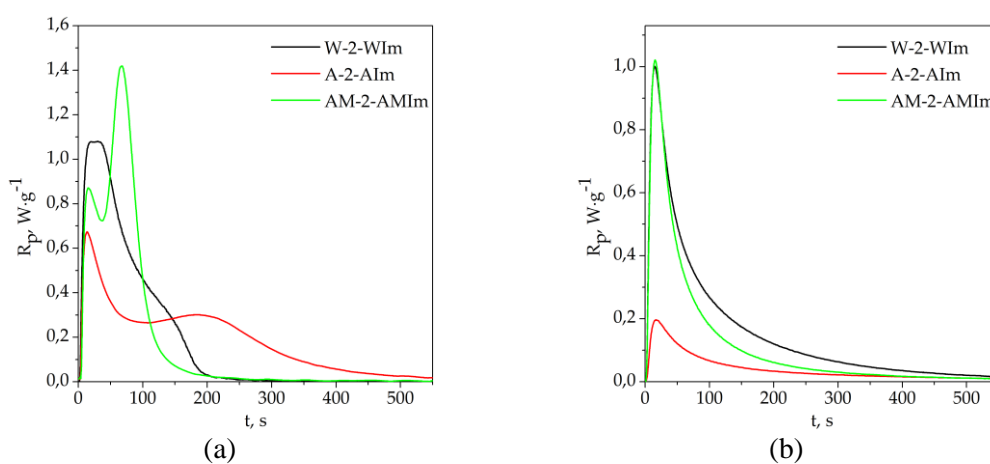 1,6
1,4
1,2
1,0
0,8
0,6
0,4
0,2
0,0
Rp, W·g-1
0 100 200 300 400 500
t, s
W-2-WIm
A-2-AIm
AM-2-AMIm
(a)
1,0
0,8
0,6
0,4
0,2
0,0
Rp, W·g-1
0 100 200 300 400 500
t, s
W-2-WIm
A-2-AIm
AM-2-AMIm
(b)